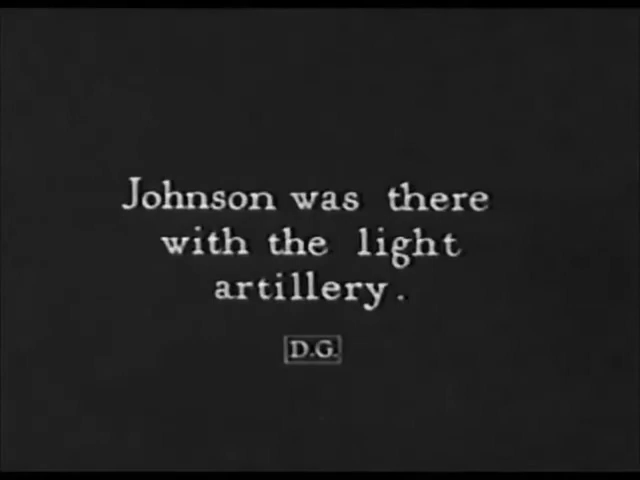 Johnson was there
with the light
artillery.
D.G.